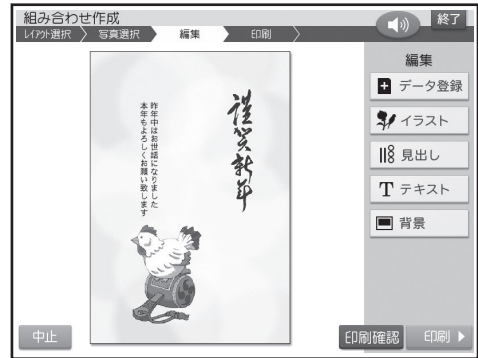 組み合わせ作成
終了
レイアウト選択
写真選択
編集
印刷
謹賀新年
昨年中はお世話になりました
本年もよろしくお願い致します
編集
データ登録
イラスト
見出し
T テキスト
背景
中止
印刷確認
印刷